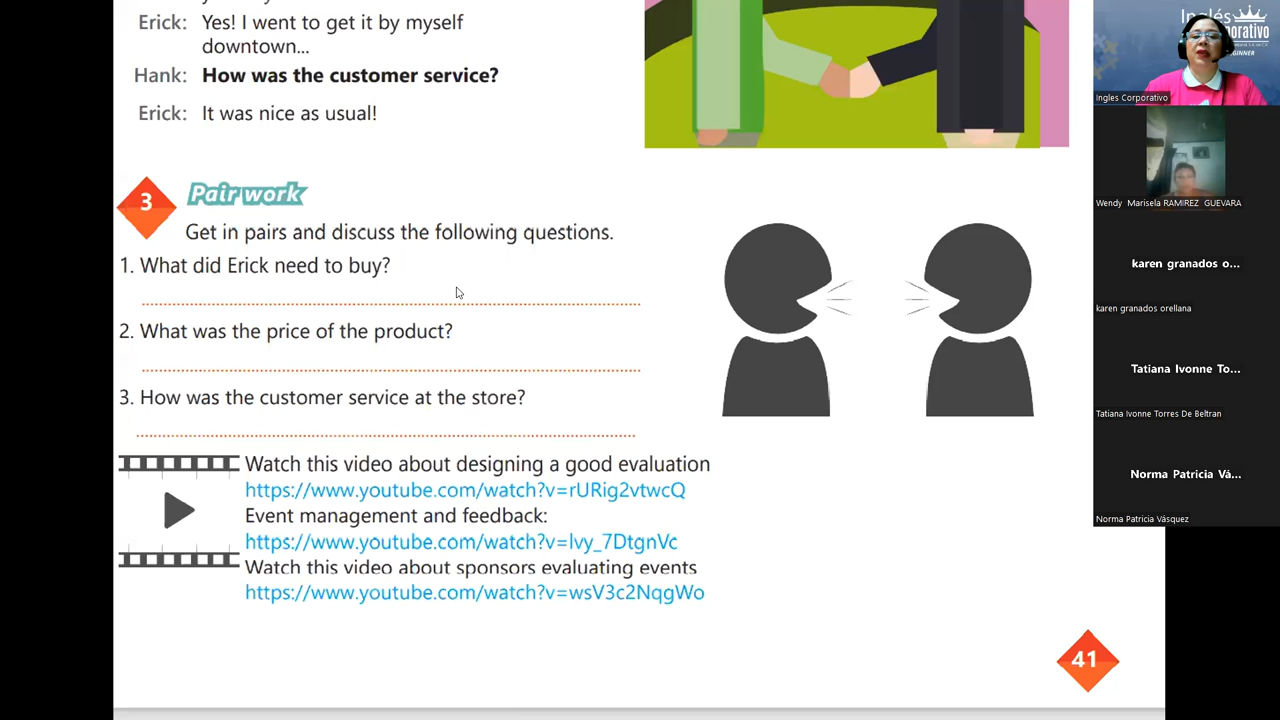 Erick: Yes! I went to get it by myself
downtown...
Hank: How was the customer service?
Erick: It was nice as usual!
3
Pair work
Get in pairs and discuss the following questions.
1. What did Erick need to buy?
2. What was the price of the product?
3. How was the customer service at the store?
Watch this video about designing a good evaluation
https://www.youtube.com/watch?v=rURig2vtwcQ
Event management and feedback:
https://www.youtube.com/watch?v=lvy_7DtgnVc
Watch this video about sponsors evaluating events
https://www.youtube.com/watch?v=wsV3c2NqgWo
41
Ingles Corporativo
Wendy Marisela RAMIREZ GUEVARA
karen granados o...
karen granados orellana
Tatiana Ivonne To...
Tatiana Ivonne Torres De Beltran
Norma Patricia Vá...
Norma Patricia Vásquez